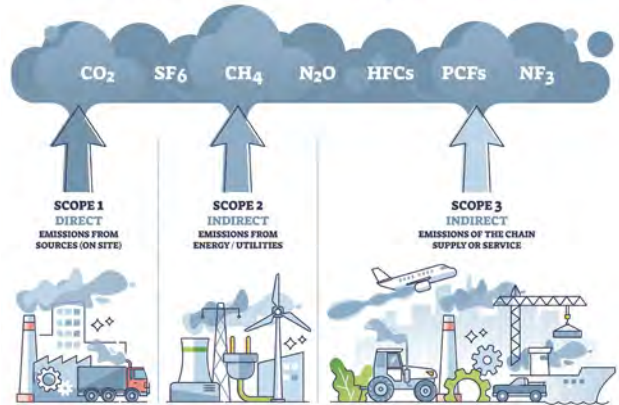 CO₂ SF₆ CH₄ N₂O HFCs PCFs NF₃
SCOPE 1
DIRECT
EMISSIONS FROM
SOURCES (ON SITE)
SCOPE 2
INDIRECT
EMISSIONS FROM
ENERGY / UTILITIES
SCOPE 3
INDIRECT
EMISSIONS OF THE CHAIN
SUPPLY OR SERVICE